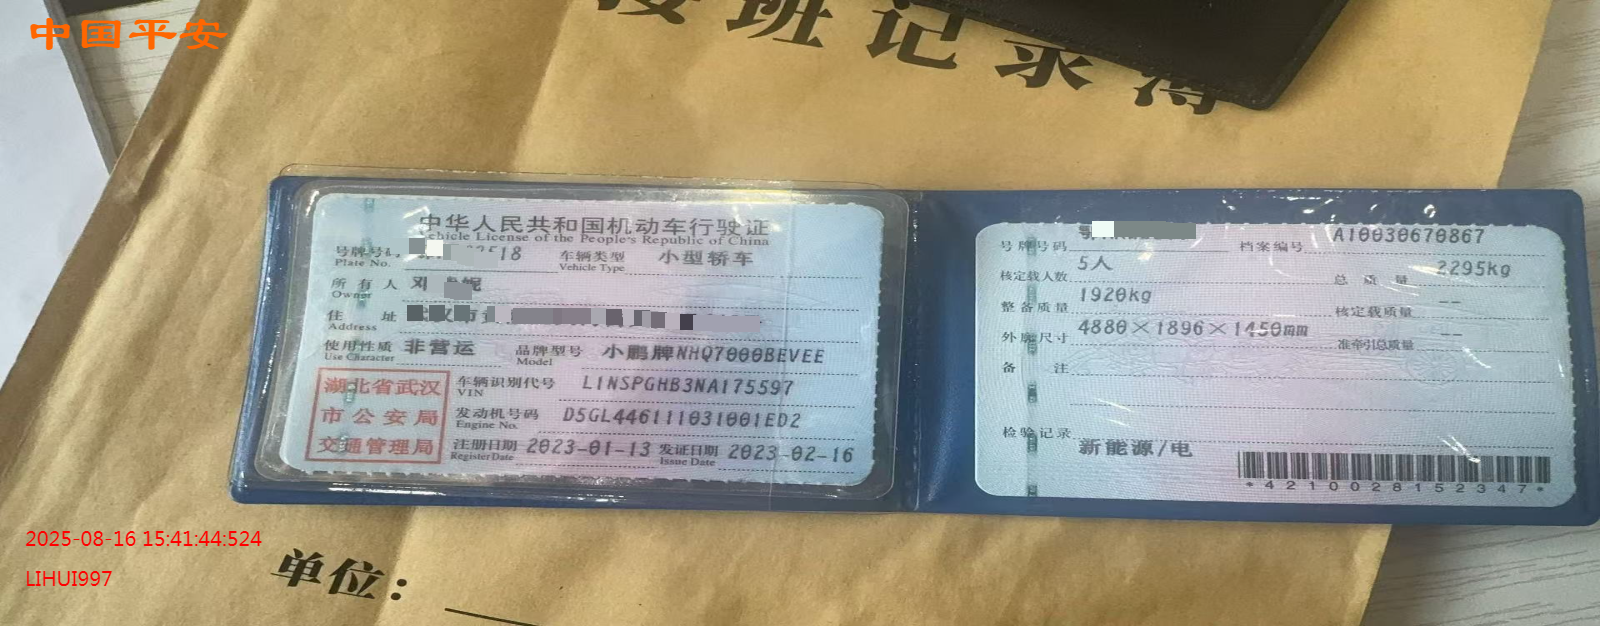 中国平安
接班记录簿
中华人民共和国机动车行驶证
Vehicle License of the People's Republic of China
号牌号码 518 车辆类型 小型轿车
Plate No. Vehicle Type
所有人 邓 妮
Owner
住址 武汉市
Address
使用性质 非营运 品牌型号 小鹏牌NHQ7000BEVEE
Use Character Model
湖北省武汉
市公安局
交通管理局
车辆识别代号 L1NSPGHB3NA175597
VIN
发动机号码 D5GL446111031001ED2
Engine No.
注册日期 2023-01-13 发证日期 2023-02-16
Register Date Issue Date
号牌号码 鄂 档案编号 A10030670867
核定载人数 5人 总质量 2295kg
整备质量 1920kg 核定载质量 --
外廓尺寸 4880×1896×1450mm 准牵引总质量 --
备注
检验记录 新能源/电
*4210028152347*
2025-08-16 15:41:44:524
LIHUI997
单位：